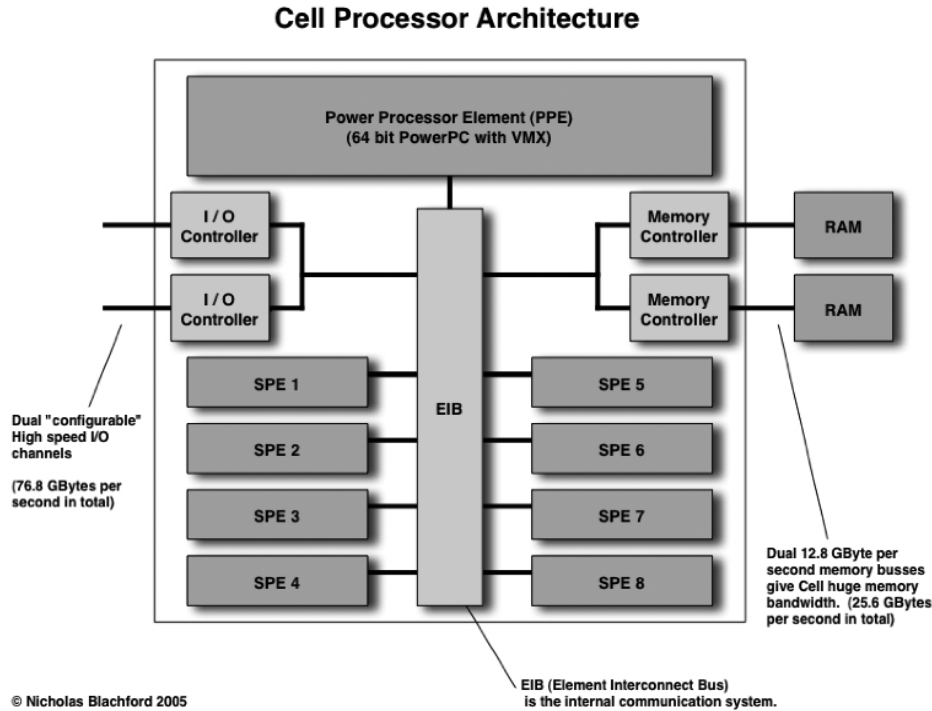 Cell Processor Architecture
Power Processor Element (PPE)
(64 bit PowerPC with VMX)
I / O
Controller
Memory
Controller
RAM
I / O
Controller
Memory
Controller
RAM
SPE 1
SPE 5
EIB
SPE 2
SPE 6
SPE 3
SPE 7
SPE 4
SPE 8
Dual "configurable"
High speed I/O
channels
(76.8 GBytes per
second in total)
Dual 12.8 GByte per
second memory busses
give Cell huge memory
bandwidth. (25.6 GBytes
per second in total)
EIB (Element Interconnect Bus)
is the internal communication system.
© Nicholas Blachford 2005